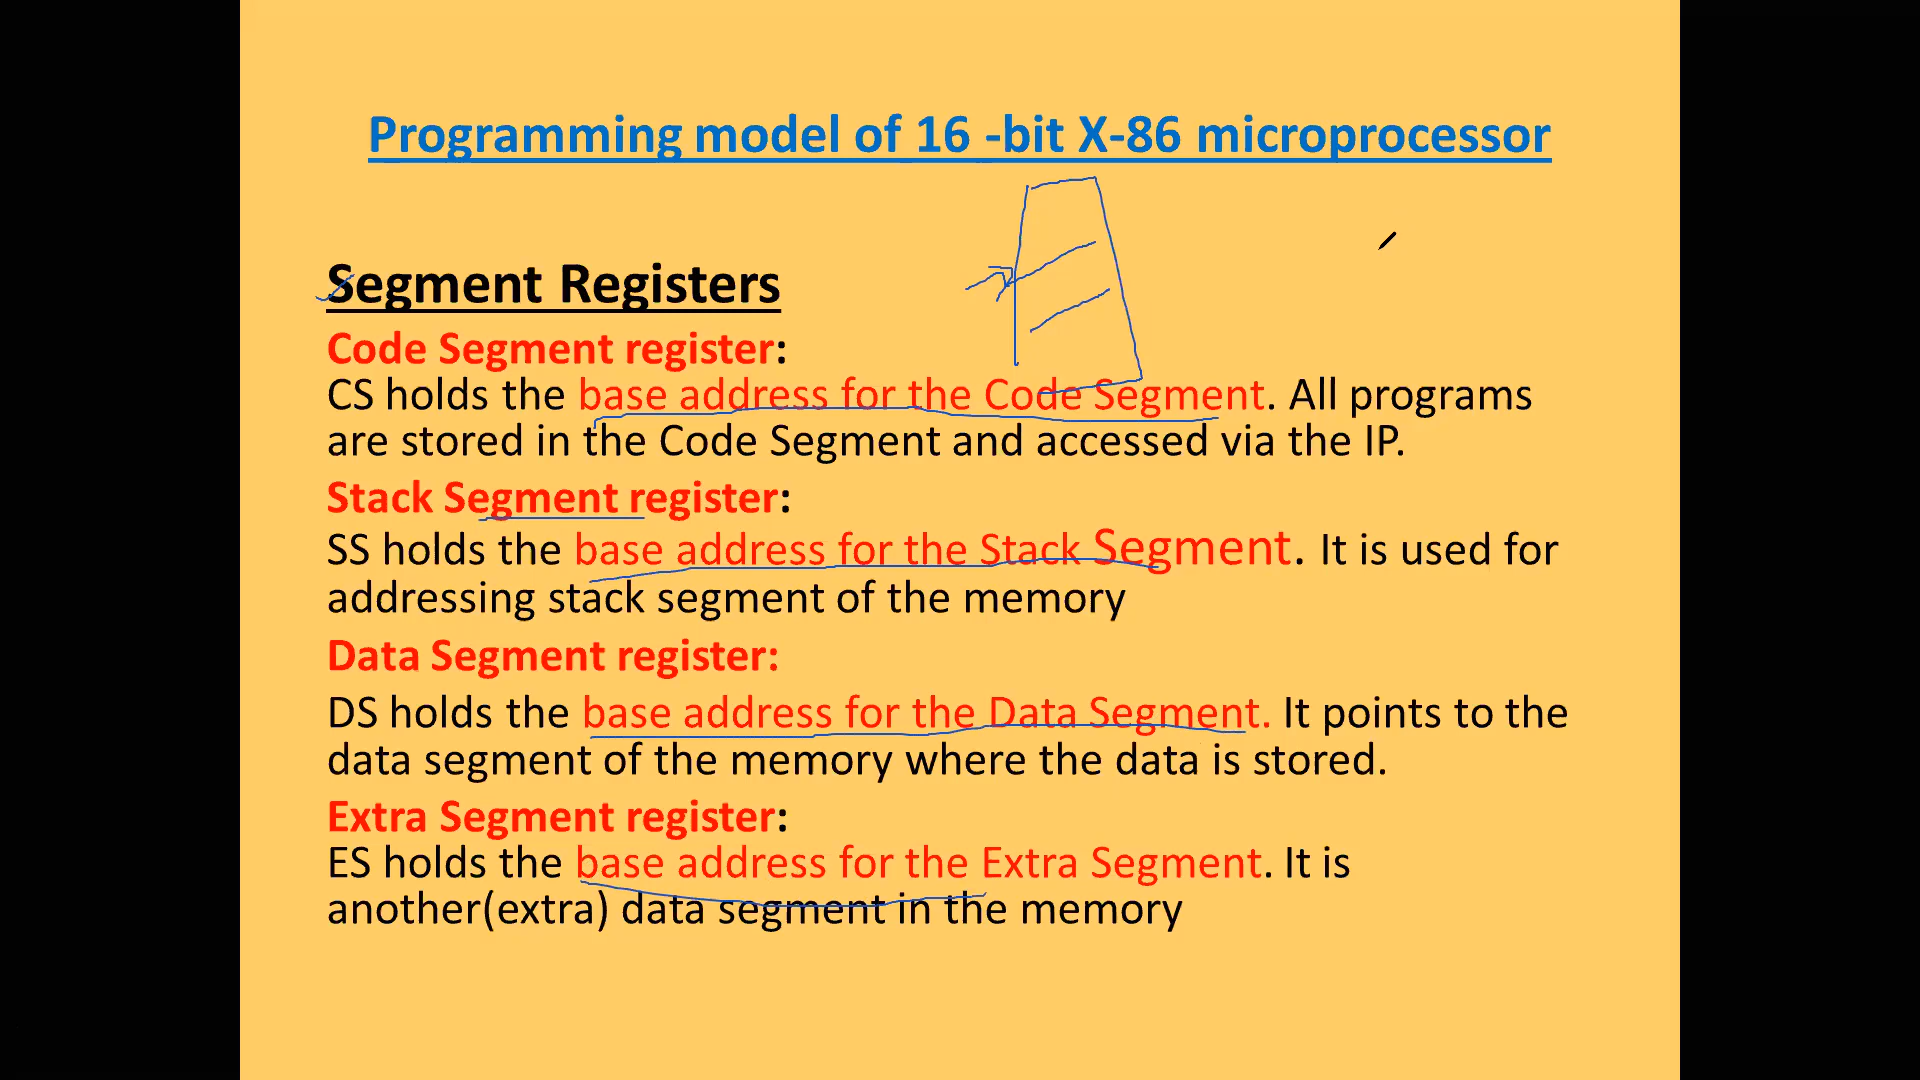 Programming model of 16 -bit X-86 microprocessor
Segment Registers
Code Segment register:
CS holds the base address for the Code Segment. All programs
are stored in the Code Segment and accessed via the IP.
Stack Segment register:
SS holds the base address for the Stack Segment. It is used for
addressing stack segment of the memory
Data Segment register:
DS holds the base address for the Data Segment. It points to the
data segment of the memory where the data is stored.
Extra Segment register:
ES holds the base address for the Extra Segment. It is
another(extra) data segment in the memory